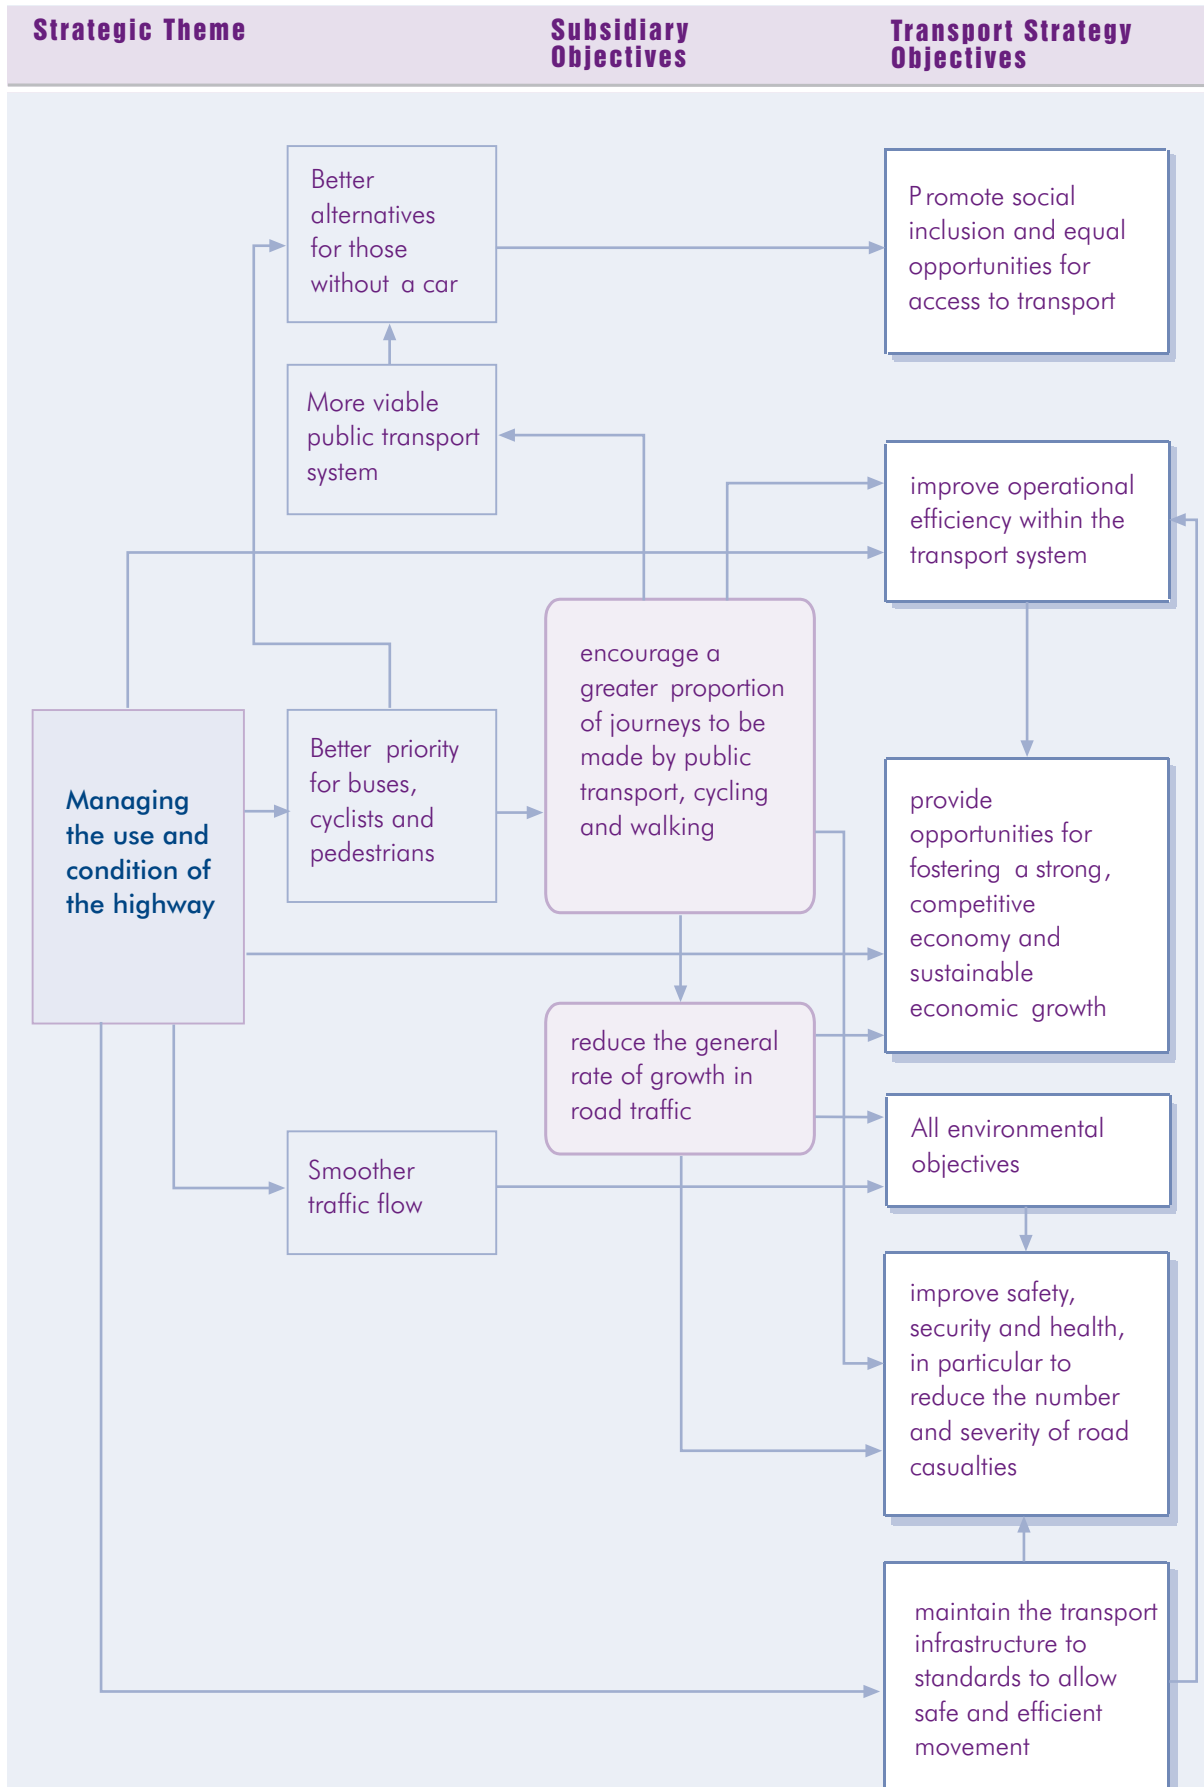 Strategic Theme
Subsidiary
Objectives
Transport Strategy
Objectives
Better
alternatives
for those
without a car
Promote social
inclusion and equal
opportunities for
access to transport
More viable
public transport
system
improve operational
efficiency within the
transport system
encourage a
greater proportion
of journeys to be
made by public
transport, cycling
and walking
Managing
the use and
condition of
the highway
Better priority
for buses,
cyclists and
pedestrians
provide
opportunities for
fostering a strong,
competitive
economy and
sustainable
economic growth
reduce the general
rate of growth in
road traffic
All environmental
objectives
Smoother
traffic flow
improve safety,
security and health,
in particular to
reduce the number
and severity of road
casualties
maintain the transport
infrastructure to
standards to allow
safe and efficient
movement